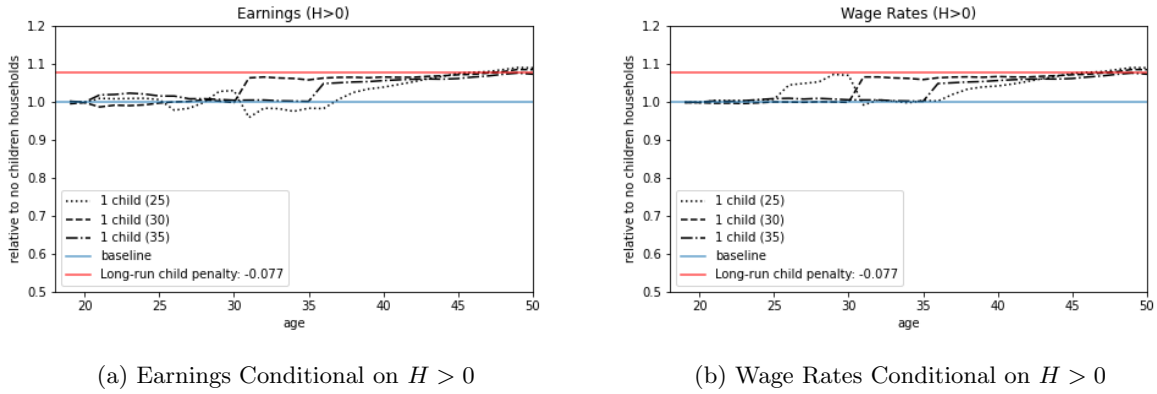 Earnings (H>0)
relative to no children households
1.2
1.1
1.0
0.9
0.8
0.7
0.6
0.5
1 child (25)
1 child (30)
1 child (35)
baseline
Long-run child penalty: -0.077
20 25 30 35 40 45 50
age
(a) Earnings Conditional on H > 0
Wage Rates (H>0)
relative to no children households
1.2
1.1
1.0
0.9
0.8
0.7
0.6
0.5
1 child (25)
1 child (30)
1 child (35)
baseline
Long-run child penalty: -0.077
20 25 30 35 40 45 50
age
(b) Wage Rates Conditional on H > 0